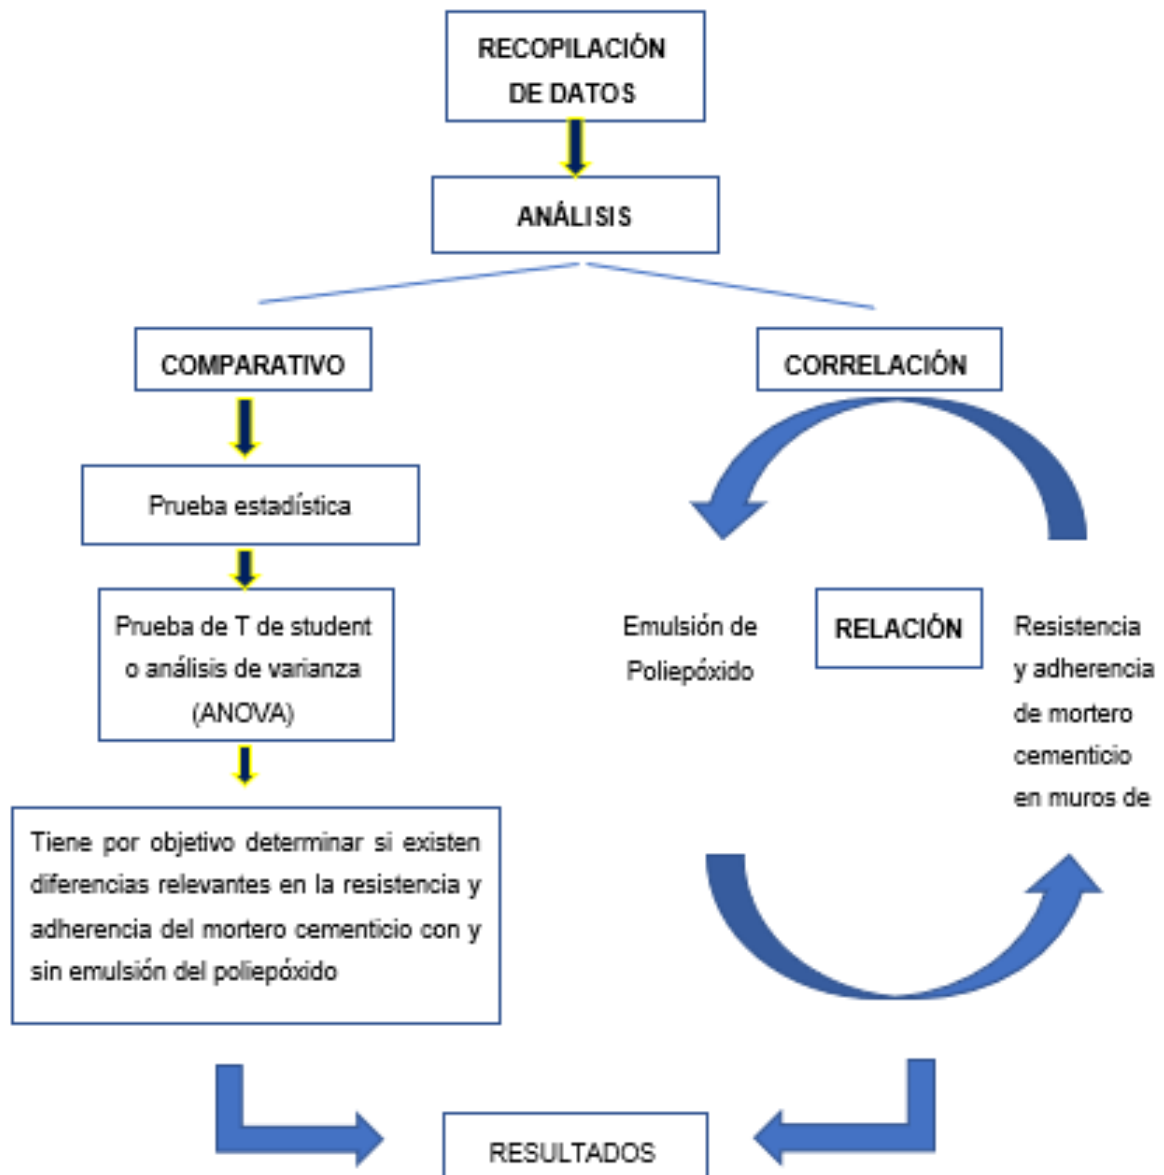 RECOPILACIÓN
DE DATOS
ANÁLISIS
COMPARATIVO
CORRELACIÓN
Prueba estadística
Prueba de T de student
o análisis de varianza
(ANOVA)
Emulsión de
Poliepóxido
RELACIÓN
Resistencia
y adherencia
de mortero
cementicio
en muros de
Tiene por objetivo determinar si existen
diferencias relevantes en la resistencia y
adherencia del mortero cementicio con y
sin emulsión del poliepóxido
RESULTADOS